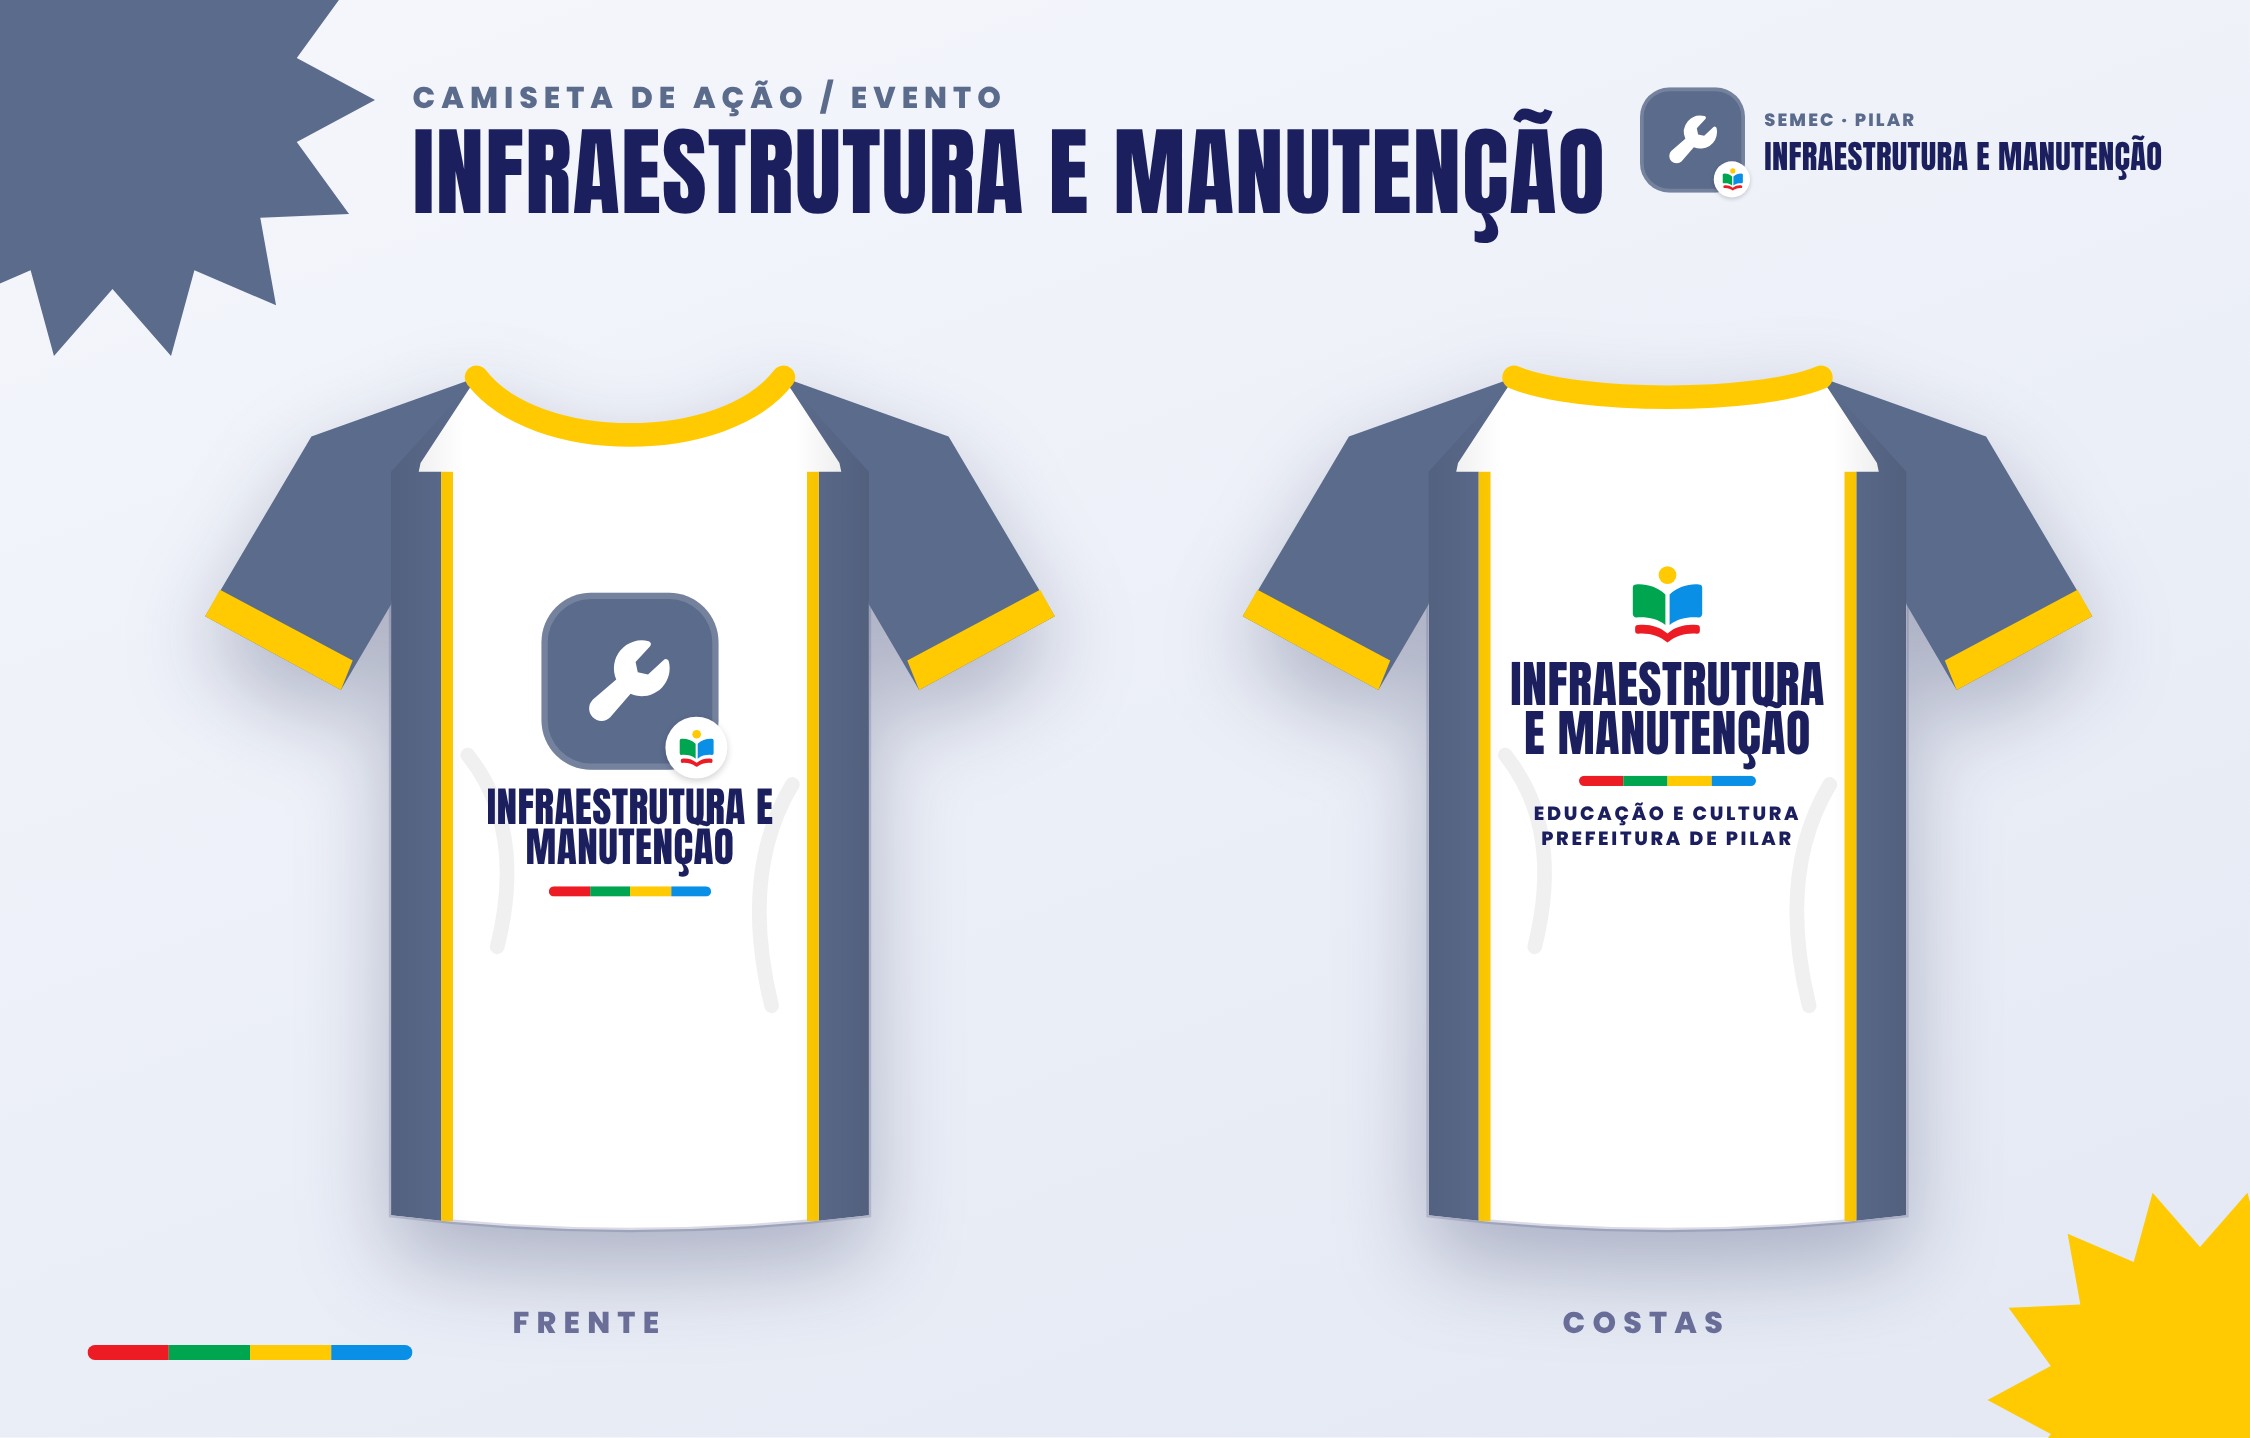 CAMISETA DE AÇÃO / EVENTO
INFRAESTRUTURA E MANUTENÇÃO
SEMEC · PILAR
INFRAESTRUTURA E MANUTENÇÃO
INFRAESTRUTURA E
MANUTENÇÃO
INFRAESTRUTURA
E MANUTENÇÃO
EDUCAÇÃO E CULTURA
PREFEITURA DE PILAR
FRENTE
COSTAS